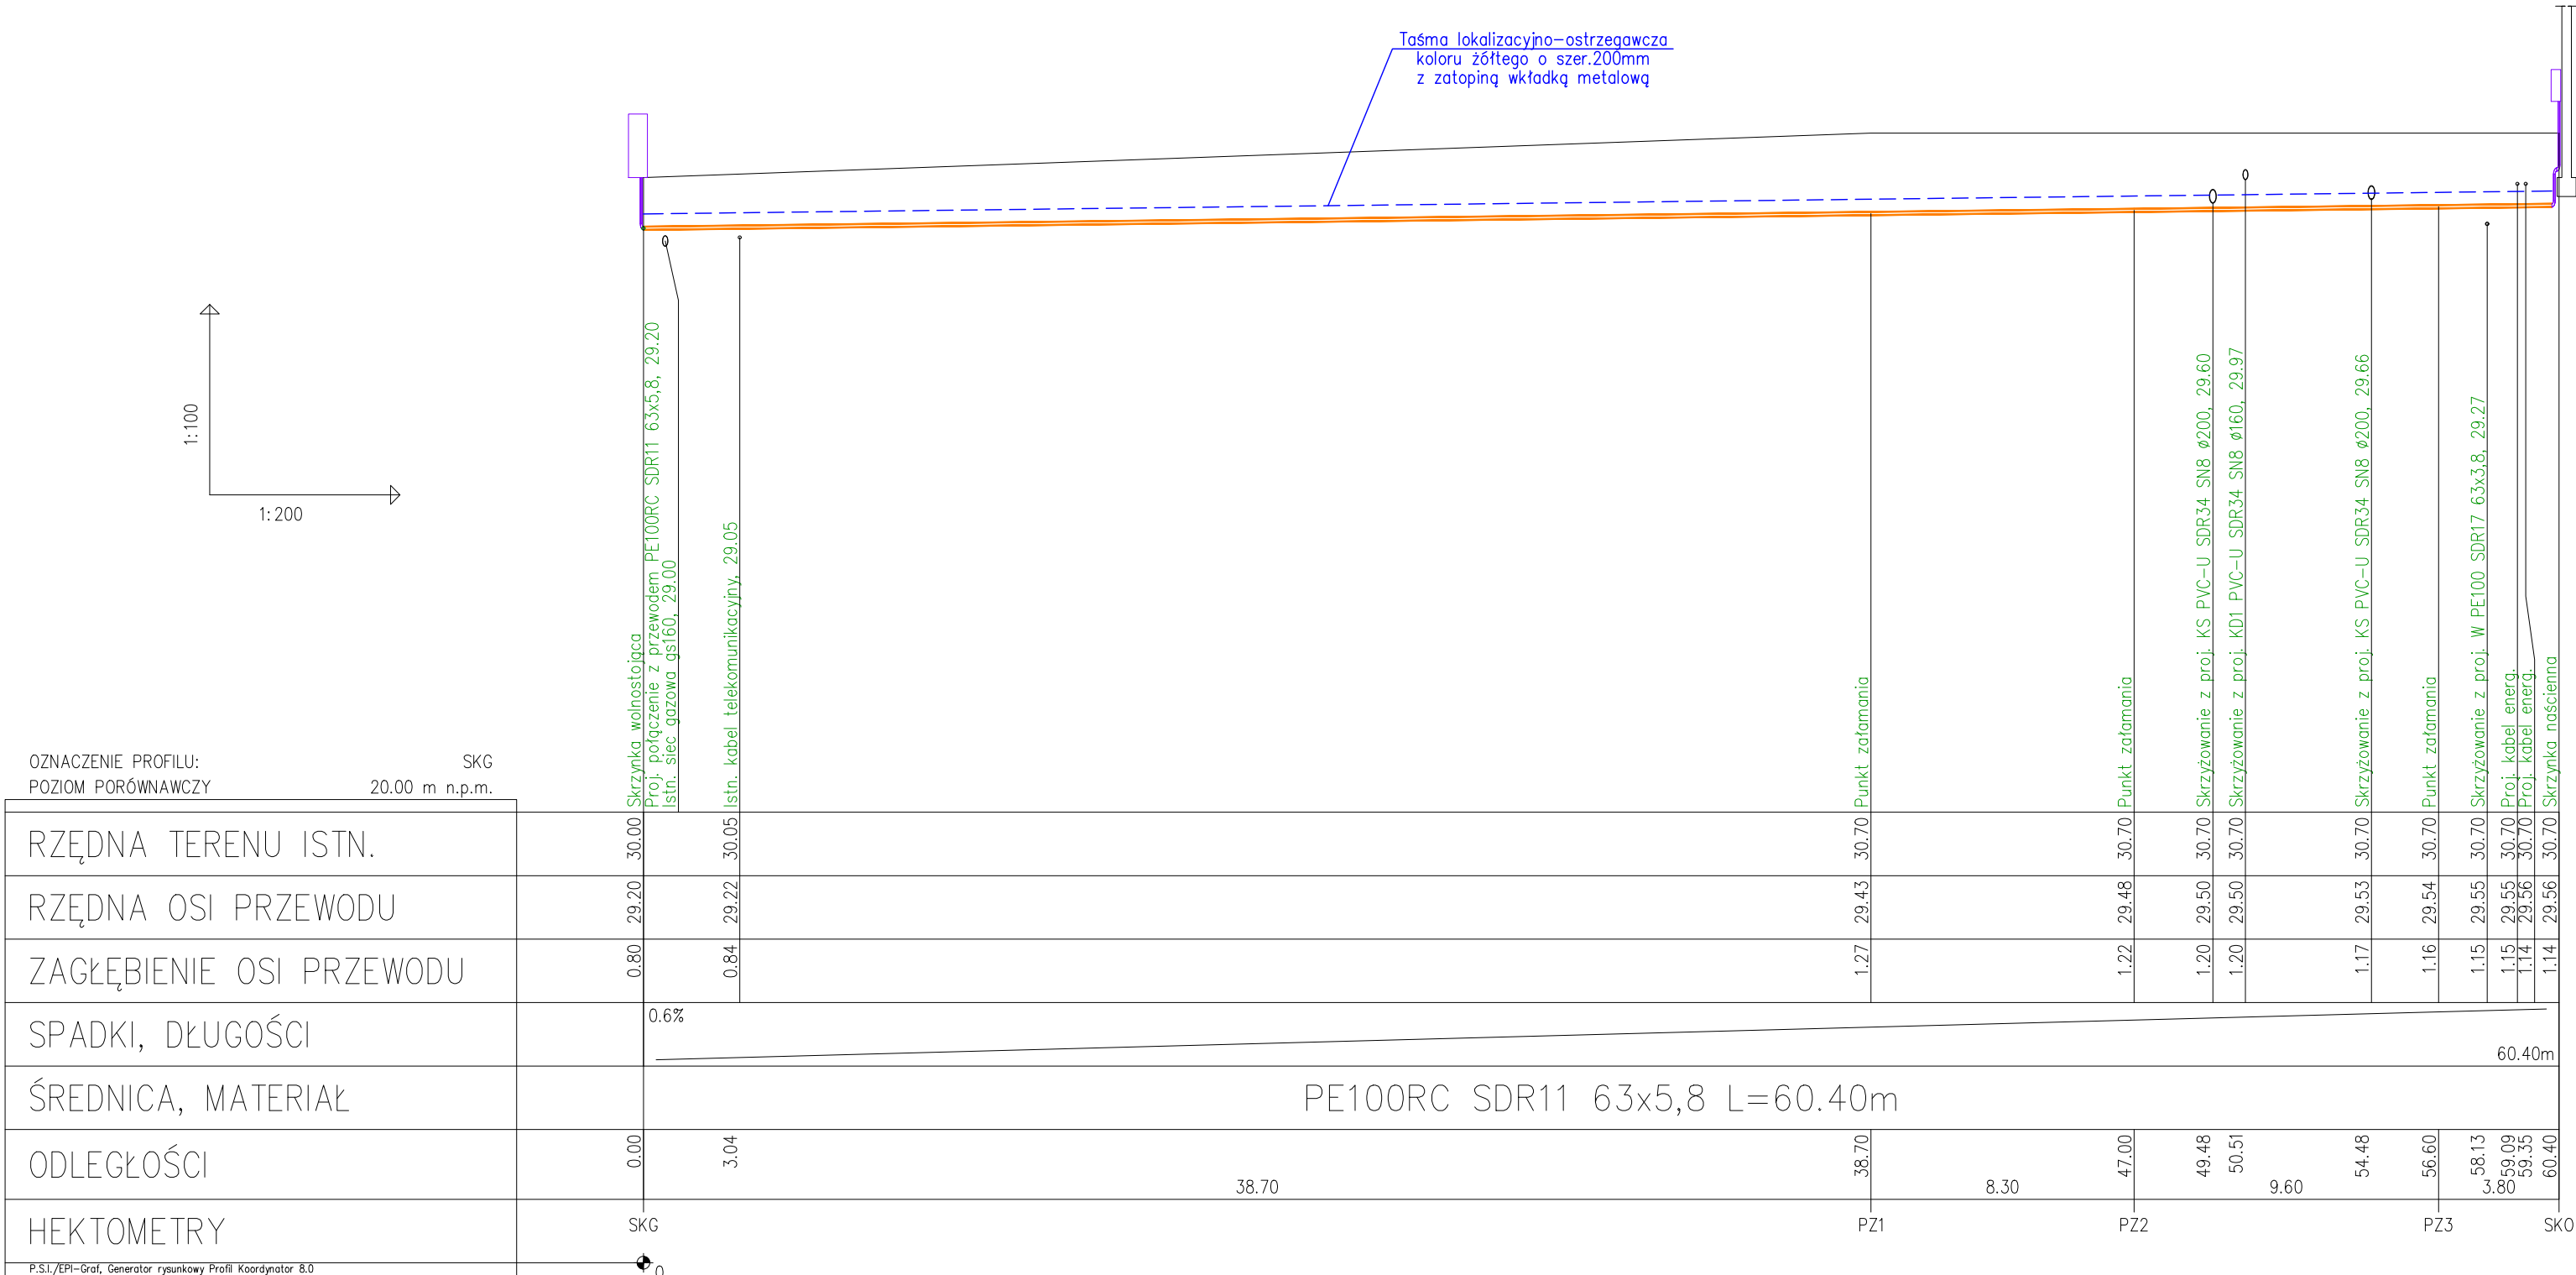 Taśma lokalizacyjno-ostrzegawcza
koloru żółtego o szer.200mm
z zatopiną wkładką metalową
1:100
1:200
Skrzynka wolnostojąca
Proj. połączenie z przewodem PE100RC SDR11 63x5,8, 29.20
Istn. siec gazowa gs160, 29.00
Istn. kabel telekomunikacyjny, 29.05
Punkt załamania
Punkt załamania
Skrzyżowanie z proj. KS PVC-U SDR34 SN8 ø200, 29.60
Skrzyżowanie z proj. KD1 PVC-U SDR34 SN8 ø160, 29.97
Skrzyżowanie z proj. KS PVC-U SDR34 SN8 ø200, 29.66
Punkt załamania
Skrzyżowanie z proj. W PE100 SDR17 63x3,8, 29.27
Proj. kabel energ.
Proj. kabel energ.
Skrzynka naścienna
OZNACZENIE PROFILU: SKG
POZIOM PORÓWNAWCZY 20.00 m n.p.m.
RZĘDNA TERENU ISTN. 30.00 30.05 30.70 30.70 30.70 30.70 30.70 30.70 30.70 30.70 30.70 30.70
RZĘDNA OSI PRZEWODU 29.20 29.22 29.43 29.48 29.50 29.50 29.53 29.54 29.55 29.55 29.56 29.56
ZAGŁĘBIENIE OSI PRZEWODU 0.80 0.84 1.27 1.22 1.20 1.20 1.17 1.16 1.15 1.15 1.14 1.14
SPADKI, DŁUGOŚCI 0.6% 60.40m
ŚREDNICA, MATERIAŁ PE100RC SDR11 63x5,8 L=60.40m
ODLEGŁOŚCI 0.00 3.04 38.70 47.00 49.48 50.51 54.48 56.60 58.13 59.09 59.35 60.40
38.70 8.30 9.60 3.80
HEKTOMETRY SKG PZ1 PZ2 PZ3 SKO
0
P.S.I./EPI-Graf, Generator rysunkowy Profil Koordynator 8.0